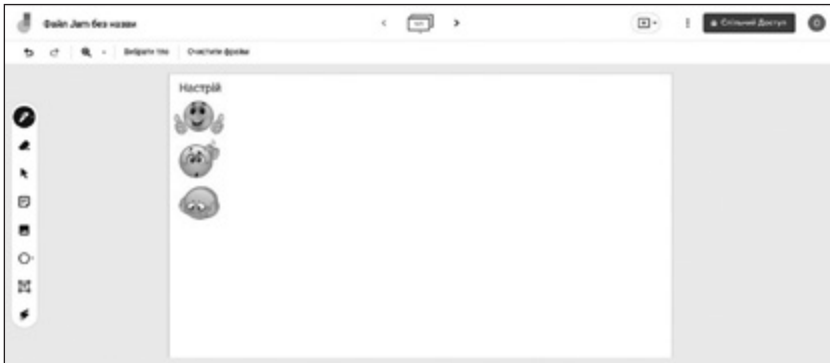 Файл Jam без назви
Спільний Доступ
Вибрати тло
Очистити фрейм
Настрій